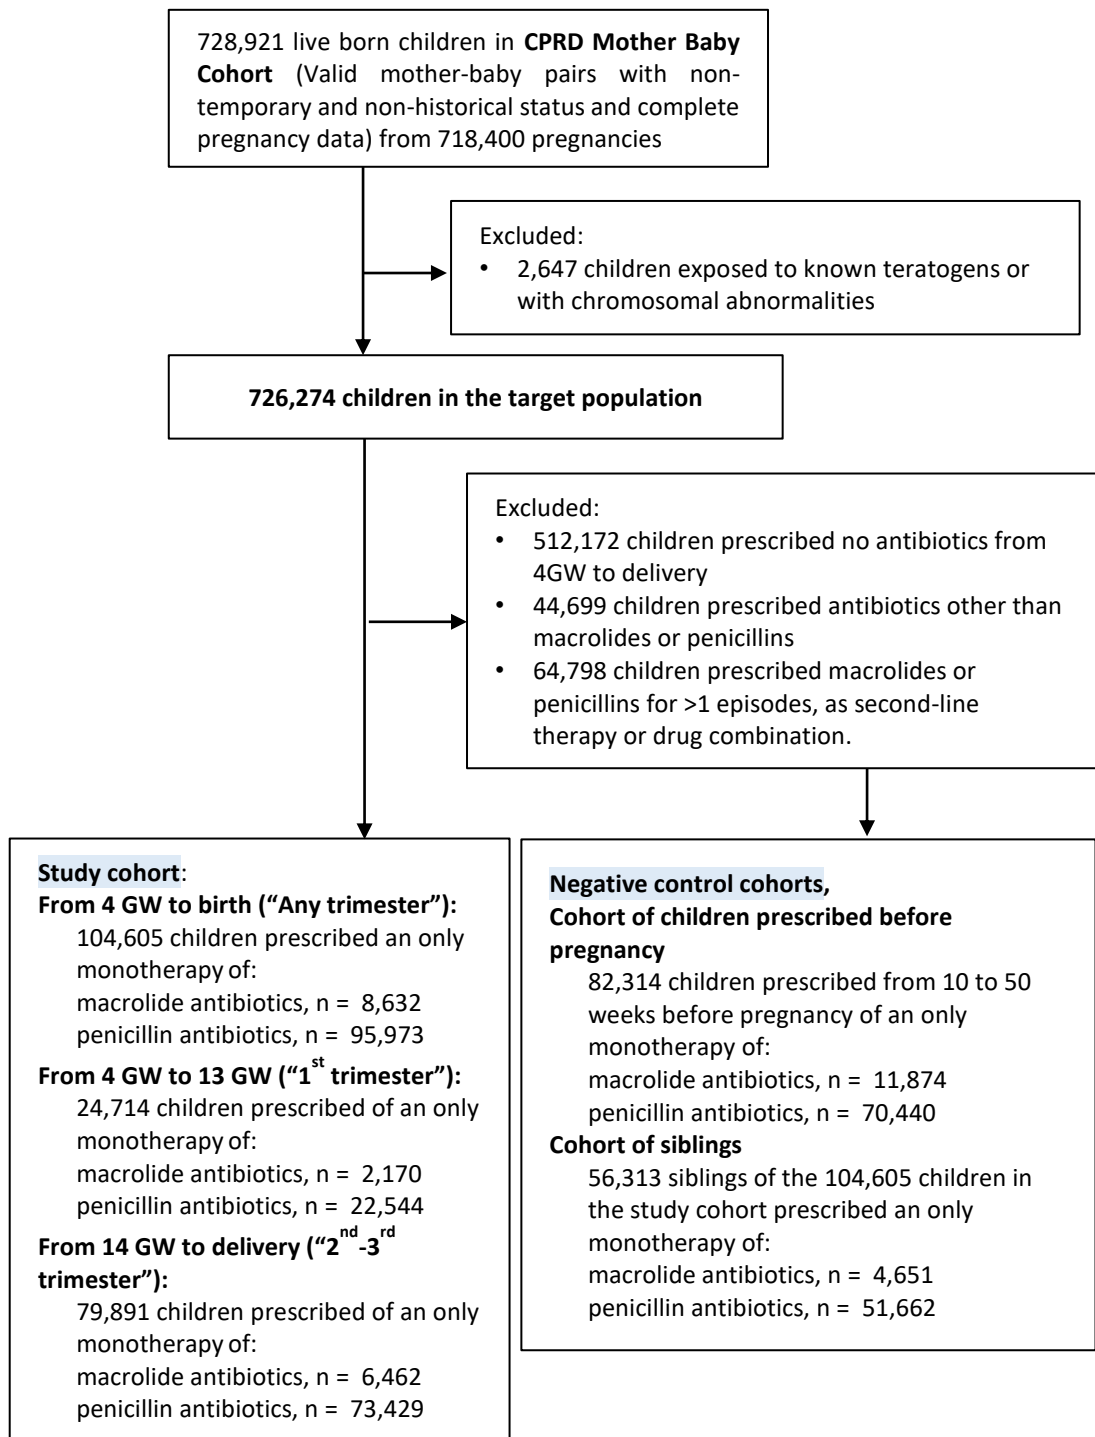 728,921 live born children in CPRD Mother Baby
Cohort (Valid mother-baby pairs with non-
temporary and non-historical status and complete
pregnancy data) from 718,400 pregnancies
Excluded:
• 2,647 children exposed to known teratogens or
with chromosomal abnormalities
726,274 children in the target population
Excluded:
• 512,172 children prescribed no antibiotics from
4GW to delivery
• 44,699 children prescribed antibiotics other than
macrolides or penicillins
• 64,798 children prescribed macrolides or
penicillins for >1 episodes, as second-line
therapy or drug combination.
Study cohort:
From 4 GW to birth (“Any trimester”):
104,605 children prescribed an only
monotherapy of:
macrolide antibiotics, n = 8,632
penicillin antibiotics, n = 95,973
From 4 GW to 13 GW (“1st trimester”):
24,714 children prescribed of an only
monotherapy of:
macrolide antibiotics, n = 2,170
penicillin antibiotics, n = 22,544
From 14 GW to delivery (“2nd-3rd
trimester”):
79,891 children prescribed of an only
monotherapy of:
macrolide antibiotics, n = 6,462
penicillin antibiotics, n = 73,429
Negative control cohorts,
Cohort of children prescribed before
pregnancy
82,314 children prescribed from 10 to 50
weeks before pregnancy of an only
monotherapy of:
macrolide antibiotics, n = 11,874
penicillin antibiotics, n = 70,440
Cohort of siblings
56,313 siblings of the 104,605 children in
the study cohort prescribed an only
monotherapy of:
macrolide antibiotics, n = 4,651
penicillin antibiotics, n = 51,662